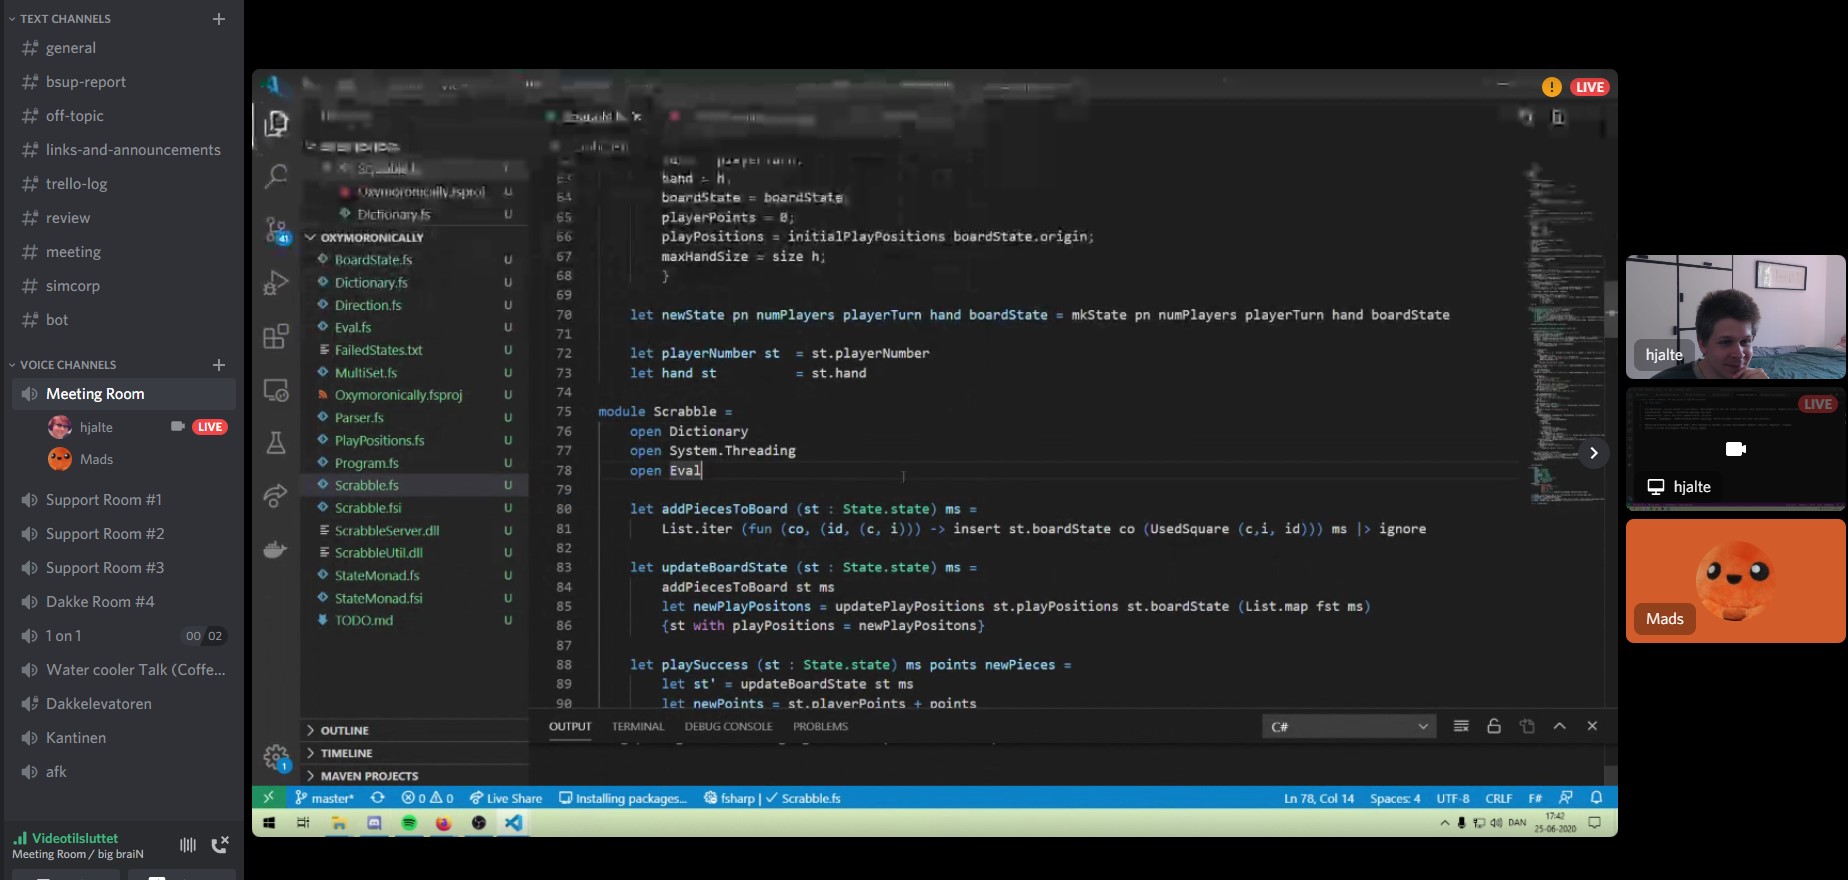 TEXT CHANNELS
general
bsup-report
off-topic
links-and-announcements
trello-log
review
meeting
simcorp
bot
VOICE CHANNELS
Meeting Room
hjalte LIVE
Mads
Support Room #1
Support Room #2
Support Room #3
Dakke Room #4
1 on 1 00 02
Water cooler Talk (Coffe...
Dakkelevatoren
Kantinen
afk
Videotilsluttet
Meeting Room / big braiN
! LIVE
Oxymoronically.fsproj U
Dictionary.fs U
41
OXYMORONICALLY
BoardState.fs U
Dictionary.fs U
Direction.fs U
Eval.fs U
FailedStates.txt U
MultiSet.fs U
Oxymoronically.fsproj U
Parser.fs U
PlayPositions.fs U
Program.fs U
Scrabble.fs U
Scrabble.fsi U
ScrabbleServer.dll U
ScrabbleUtil.dll U
StateMonad.fs U
StateMonad.fsi U
TODO.md U
OUTLINE
TIMELINE
MAVEN PROJECTS
1
playerTurn;
63 hand = h;
64 boardState = boardState;
65 playerPoints = 0;
66 playPositions = initialPlayPositions boardState.origin;
67 maxHandSize = size h;
68 }
69
70 let newState pn numPlayers playerTurn hand boardState = mkState pn numPlayers playerTurn hand boardState
71
72 let playerNumber st = st.playerNumber
73 let hand st = st.hand
74
75 module Scrabble =
76 open Dictionary
77 open System.Threading
78 open Eval
79
80 let addPiecesToBoard (st : State.state) ms =
81 List.iter (fun (co, (id, (c, i))) -> insert st.boardState co (UsedSquare (c,i, id))) ms |> ignore
82
83 let updateBoardState (st : State.state) ms =
84 addPiecesToBoard st ms
85 let newPlayPositons = updatePlayPositions st.playPositions st.boardState (List.map fst ms)
86 {st with playPositions = newPlayPositons}
87
88 let playSuccess (st : State.state) ms points newPieces =
89 let st' = updateBoardState st ms
90 let newPoints = st.playerPoints + points
OUTPUT TERMINAL DEBUG CONSOLE PROBLEMS C#
master* 0 0 Live Share Installing packages... fsharp | ✓ Scrabble.fs Ln 78, Col 14 Spaces: 4 UTF-8 CRLF F#
DAN 17:42
25-06-2020
hjalte
LIVE
hjalte
Mads